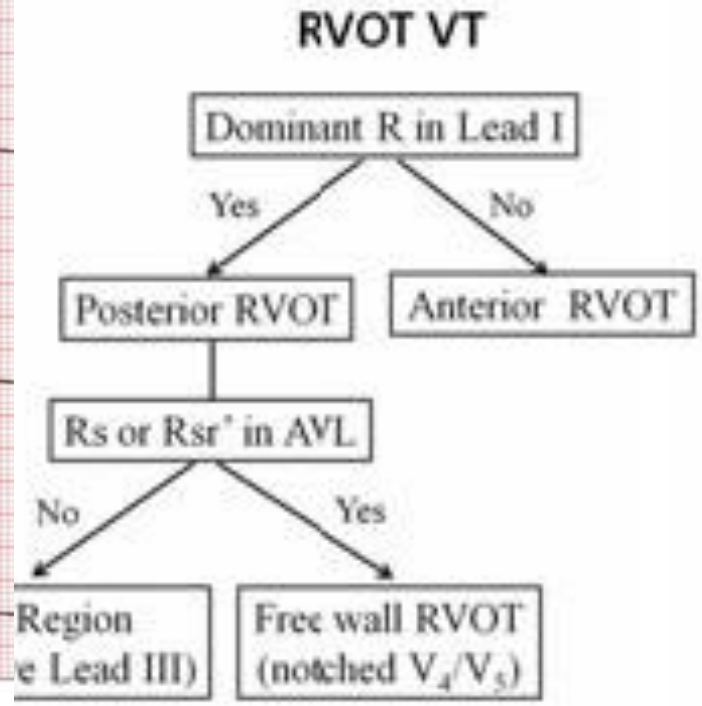 RVOT VT
Dominant R in Lead I
Yes
No
Posterior RVOT
Anterior RVOT
Rs or Rsr' in AVL
No
Yes
Region
Lead III)
Free wall RVOT
(notched V₄/V₅)